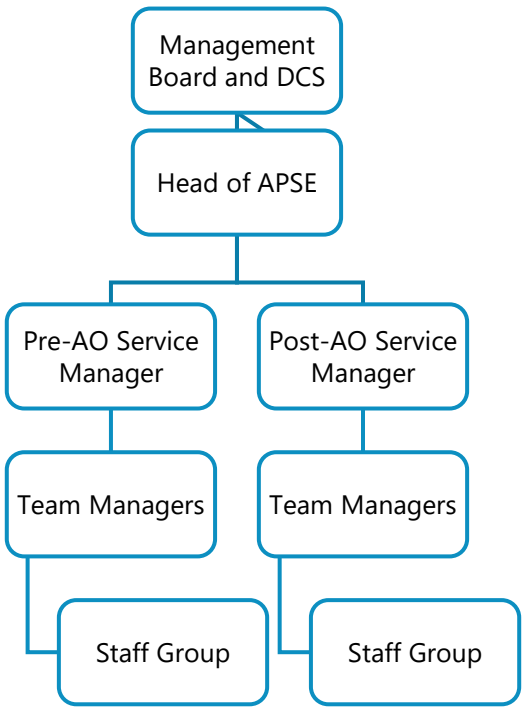 Management
Board and DCS
Head of APSE
Pre-AO Service
Manager
Post-AO Service
Manager
Team Managers
Team Managers
Staff Group
Staff Group